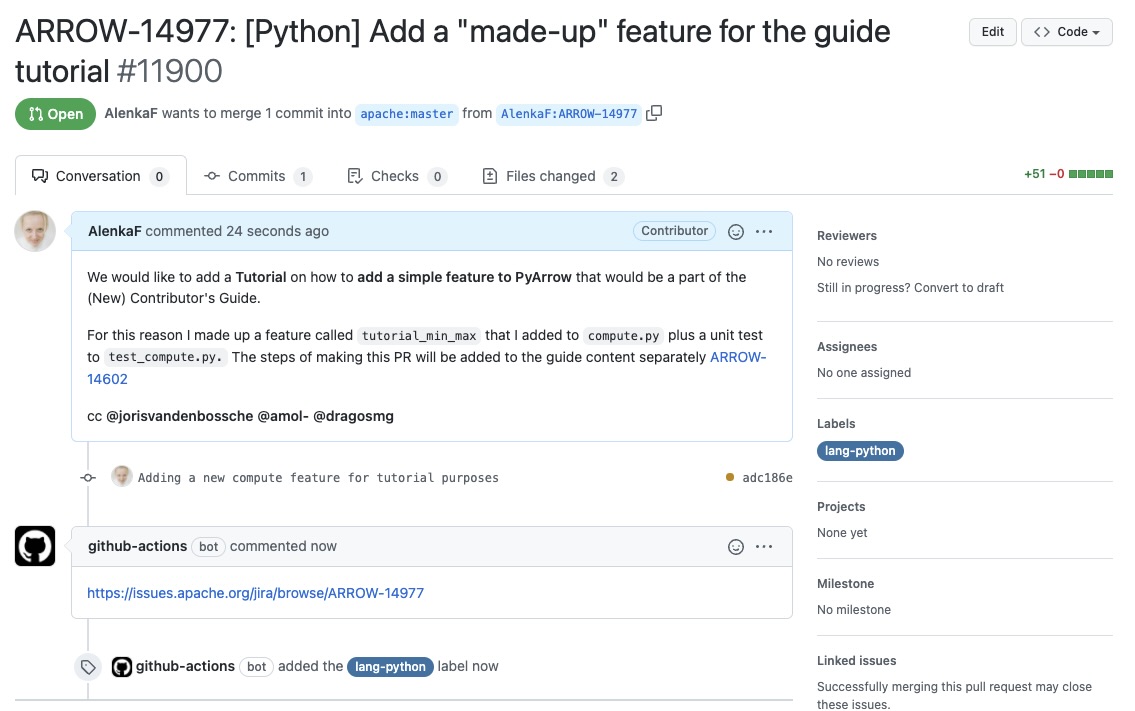 ARROW-14977: [Python] Add a "made-up" feature for the guide
tutorial #11900
Edit
Code
Open
AlenkaF wants to merge 1 commit into apache:master from AlenkaF:ARROW-14977
Conversation 0
Commits 1
Checks 0
Files changed 2
+51 −0
AlenkaF commented 24 seconds ago
Contributor
We would like to add a Tutorial on how to add a simple feature to PyArrow that would be a part of the
(New) Contributor's Guide.
For this reason I made up a feature called tutorial_min_max that I added to compute.py plus a unit test
to test_compute.py. The steps of making this PR will be added to the guide content separately ARROW-
14602
cc @jorisvandenbossche @amol- @dragosmg
Adding a new compute feature for tutorial purposes
adc186e
github-actions bot commented now
https://issues.apache.org/jira/browse/ARROW-14977
github-actions bot added the lang-python label now
Reviewers
No reviews
Still in progress? Convert to draft
Assignees
No one assigned
Labels
lang-python
Projects
None yet
Milestone
No milestone
Linked issues
Successfully merging this pull request may close
these issues.